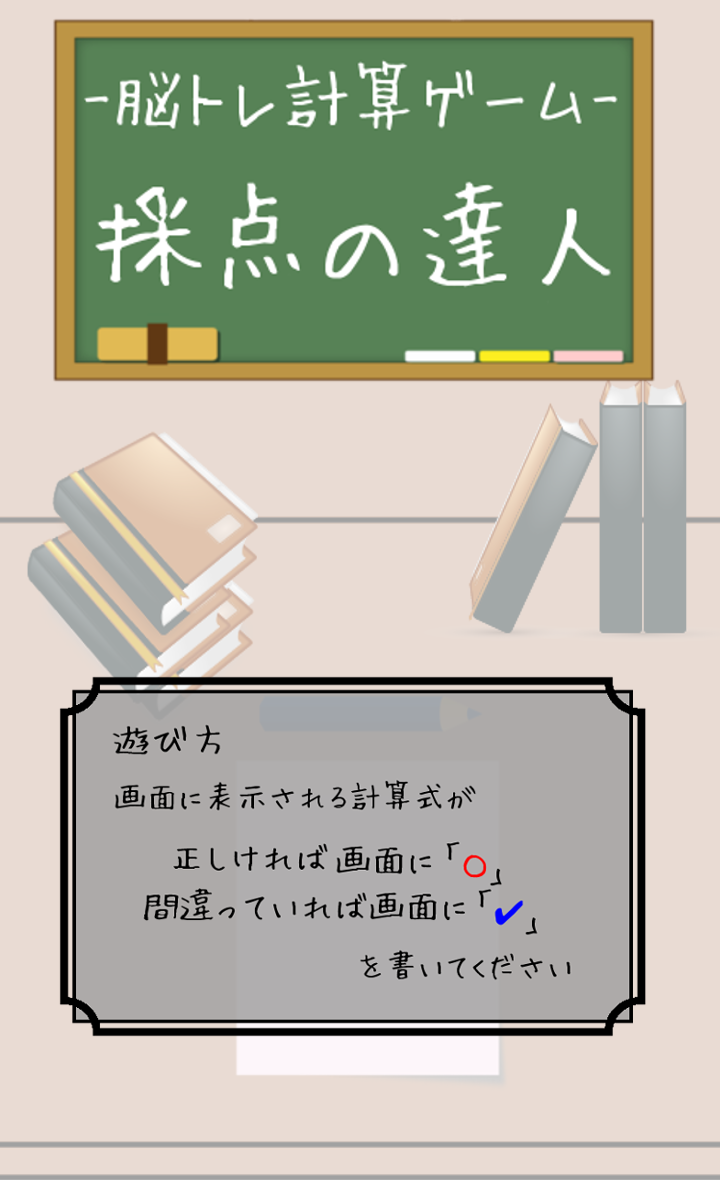 -脳トレ計算ゲーム-
採点の達人
遊び方
画面に表示される計算式が
正しければ画面に「○」
間違っていれば画面に「✔」
を書いてください